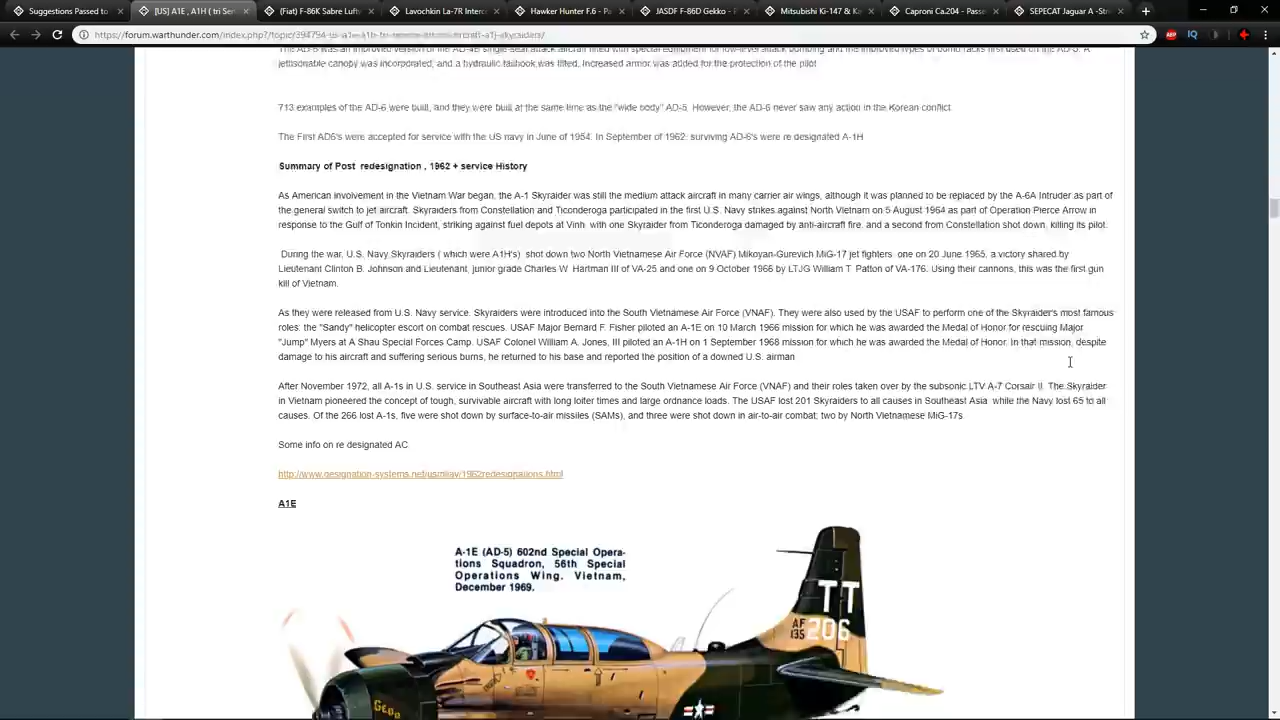 Suggestions Passed to
[US] A1E , A1H ( tri Ser
(Fiat) F-86K Sabre Luftw
Lavochkin La-7R Interc
Hawker Hunter F.6 - Pa
JASDF F-86D Gekko - F
Mitsubishi Ki-147 & Ka
Caproni Ca.204 - Passen
SEPECAT Jaguar A -Stri
https://forum.warthunder.com/index.php?/topic/394794-us-a1e-
jetisonable canopy was incorporated, and a hydraulic tailhook was fitted, increased armor was added for the protection of the pilot
713 examples of the AD-6 were built, and they were built at the same time as the "wide body" AD-5. However, the AD-6 never saw any action in the Korean conflict
The First AD6's were accepted for service with the US navy in June of 1954. In September of 1962, surviving AD-6's were re designated A-1H
Summary of Post redesignation , 1962 + service History
As American involvement in the Vietnam War began, the A-1 Skyraider was still the medium attack aircraft in many carrier air wings, although it was planned to be replaced by the A-6A Intruder as part of
the general switch to jet aircraft. Skyraiders from Constellation and Ticonderoga participated in the first U.S. Navy strikes against North Vietnam on 5 August 1964 as part of Operation Pierce Arrow in
response to the Gulf of Tonkin Incident, striking against fuel depots at Vinh, with one Skyraider from Ticonderoga damaged by anti-aircraft fire, and a second from Constellation shot down, killing its pilot.
During the war, U.S. Navy Skyraiders ( which were A1H's) shot down two North Vietnamese Air Force (NVAF) Mikoyan-Gurevich MiG-17 jet fighters one on 20 June 1965, a victory shared by
Lieutenant Clinton B. Johnson and Lieutenant, junior grade Charles W. Hartman III of VA-25 and one on 9 October 1966 by LTJG William T. Patton of VA-176. Using their cannons, this was the first gun
kill of Vietnam.
As they were released from U.S. Navy service, Skyraiders were introduced into the South Vietnamese Air Force (VNAF). They were also used by the USAF to perform one of the Skyraider's most famous
roles: the "Sandy" helicopter escort on combat rescues. USAF Major Bernard F. Fisher piloted an A-1E on 10 March 1966 mission for which he was awarded the Medal of Honor for rescuing Major
"Jump" Myers at A Shau Special Forces Camp. USAF Colonel William A. Jones, III piloted an A-1H on 1 September 1968 mission for which he was awarded the Medal of Honor. In that mission, despite
damage to his aircraft and suffering serious burns, he returned to his base and reported the position of a downed U.S. airman
After November 1972, all A-1s in U.S. service in Southeast Asia were transferred to the South Vietnamese Air Force (VNAF) and their roles taken over by the subsonic LTV A-7 Corsair II. The Skyraider
in Vietnam pioneered the concept of tough, survivable aircraft with long loiter times and large ordnance loads. The USAF lost 201 Skyraiders to all causes in Southeast Asia, while the Navy lost 65 to all
causes. Of the 266 lost A-1s, five were shot down by surface-to-air missiles (SAMs), and three were shot down in air-to-air combat; two by North Vietnamese MiG-17s
Some info on re designated AC
http://www.designation-systems.net/usmilav/1962redesignations.html
A1E
A-1E (AD-5) 602nd Special Opera-
tions Squadron, 56th Special
Operations Wing. Vietnam,
December 1969.
TT
AF
135 206